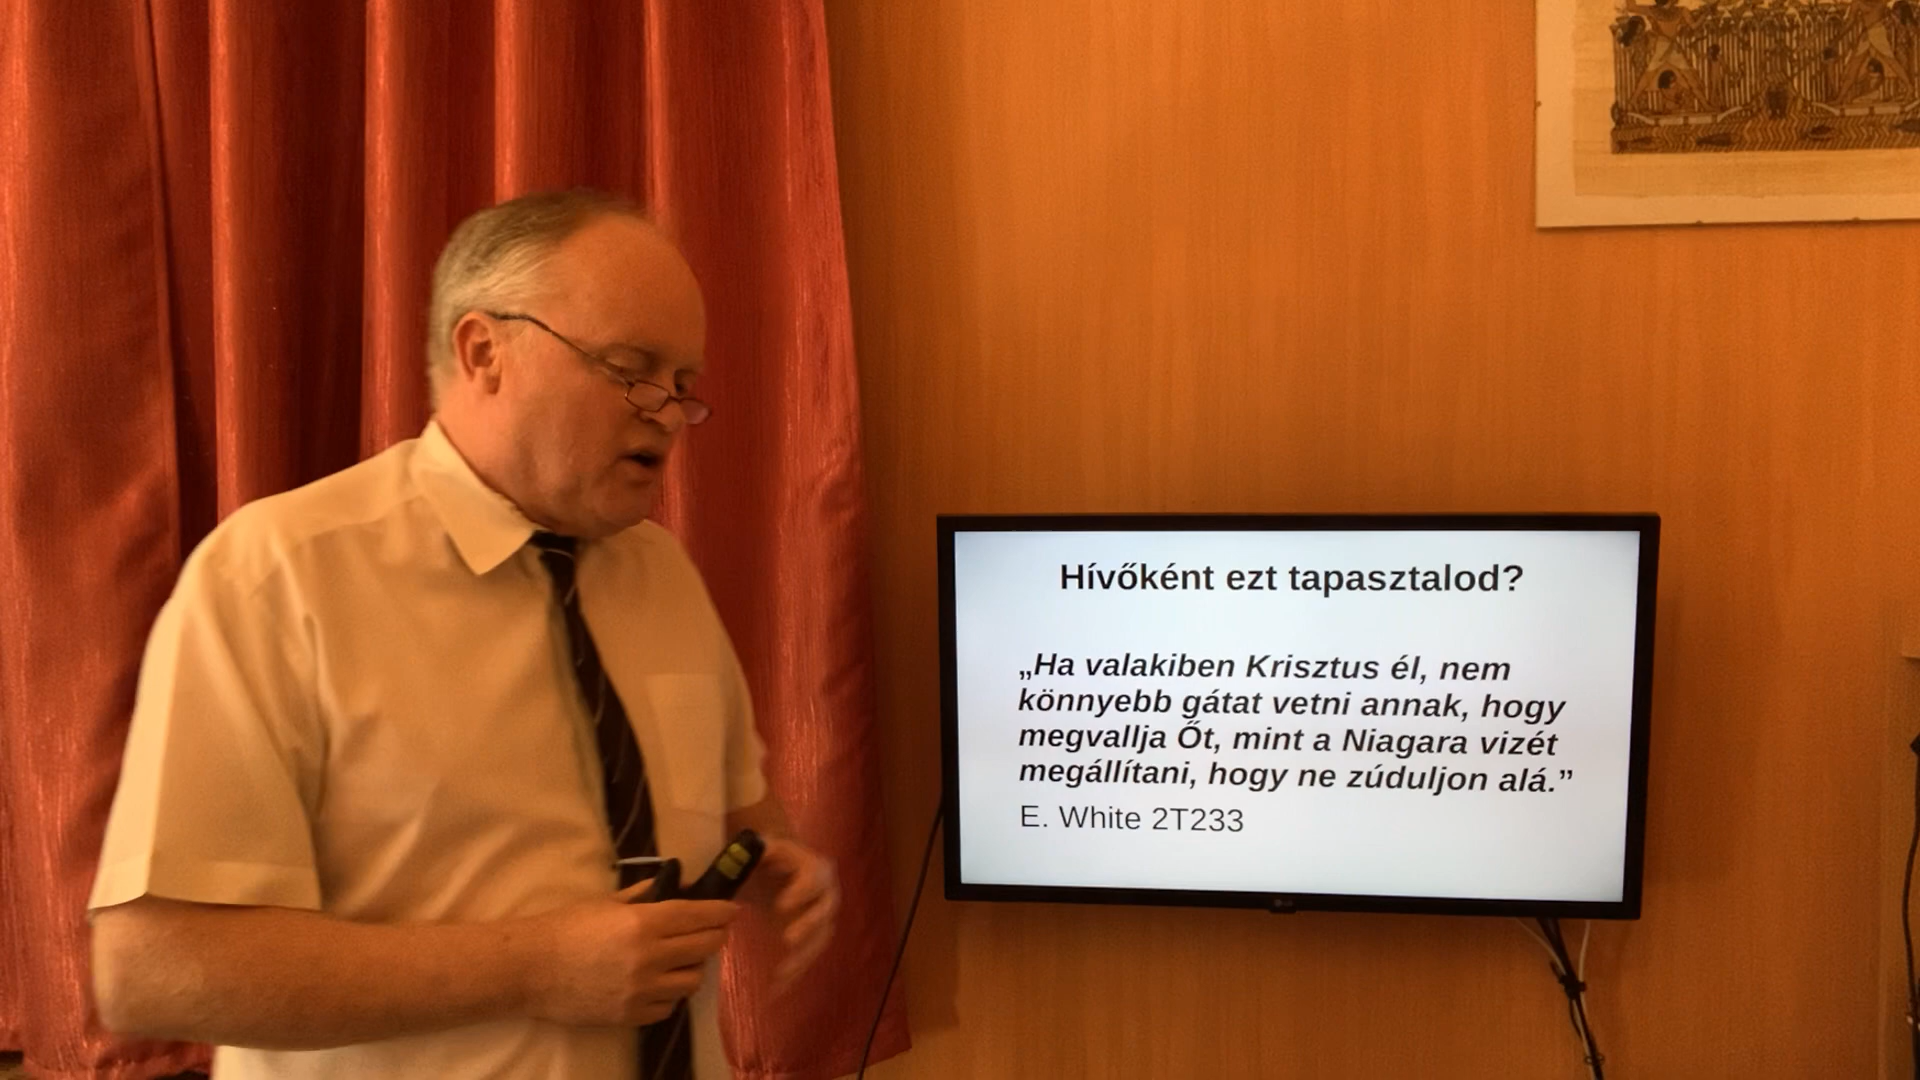 Hívőként ezt tapasztalod?
„Ha valakiben Krisztus él, nem
könnyebb gátat vetni annak, hogy
megvallja Őt, mint a Niagara vizét
megállítani, hogy ne zúduljon alá.”
E. White 2T233
LG